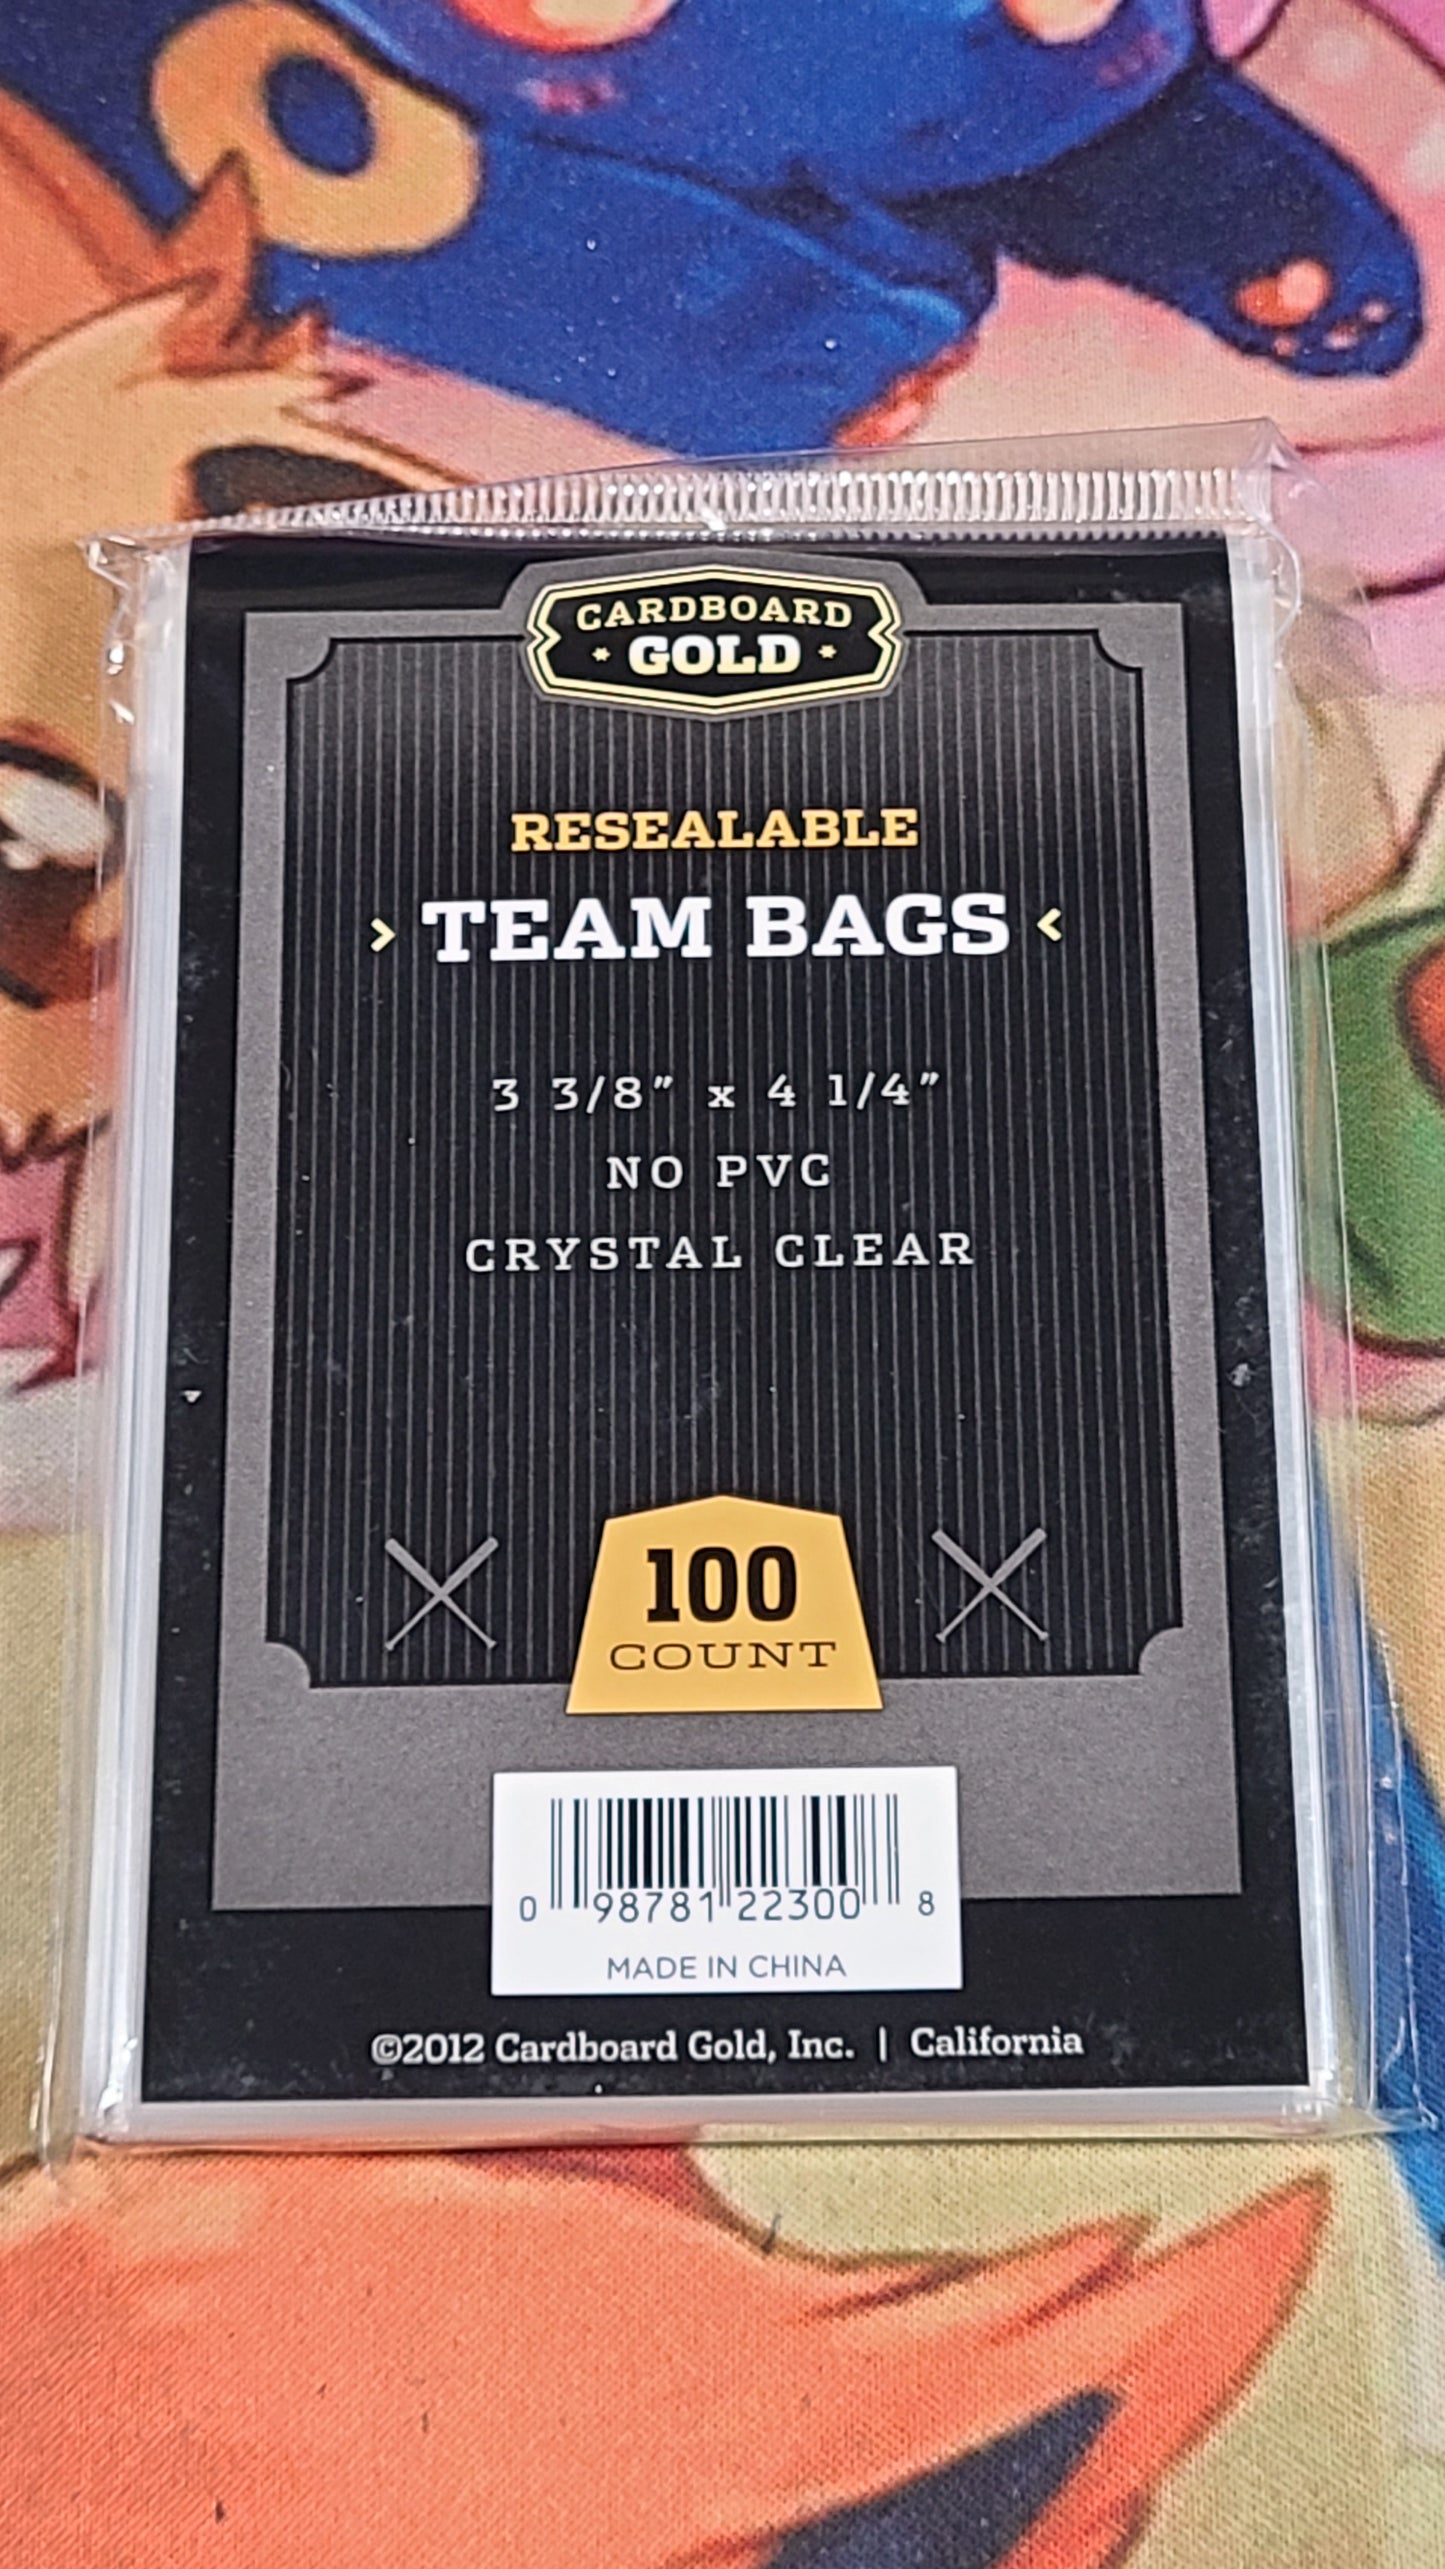 CARDBOARD
GOLD
RESEALABLE
TEAM BAGS
3 3/8" x 4 1/4"
NO PVC
CRYSTAL CLEAR
100
COUNT
0 98781 22300 8
MADE IN CHINA
©2012 Cardboard Gold, Inc. | California